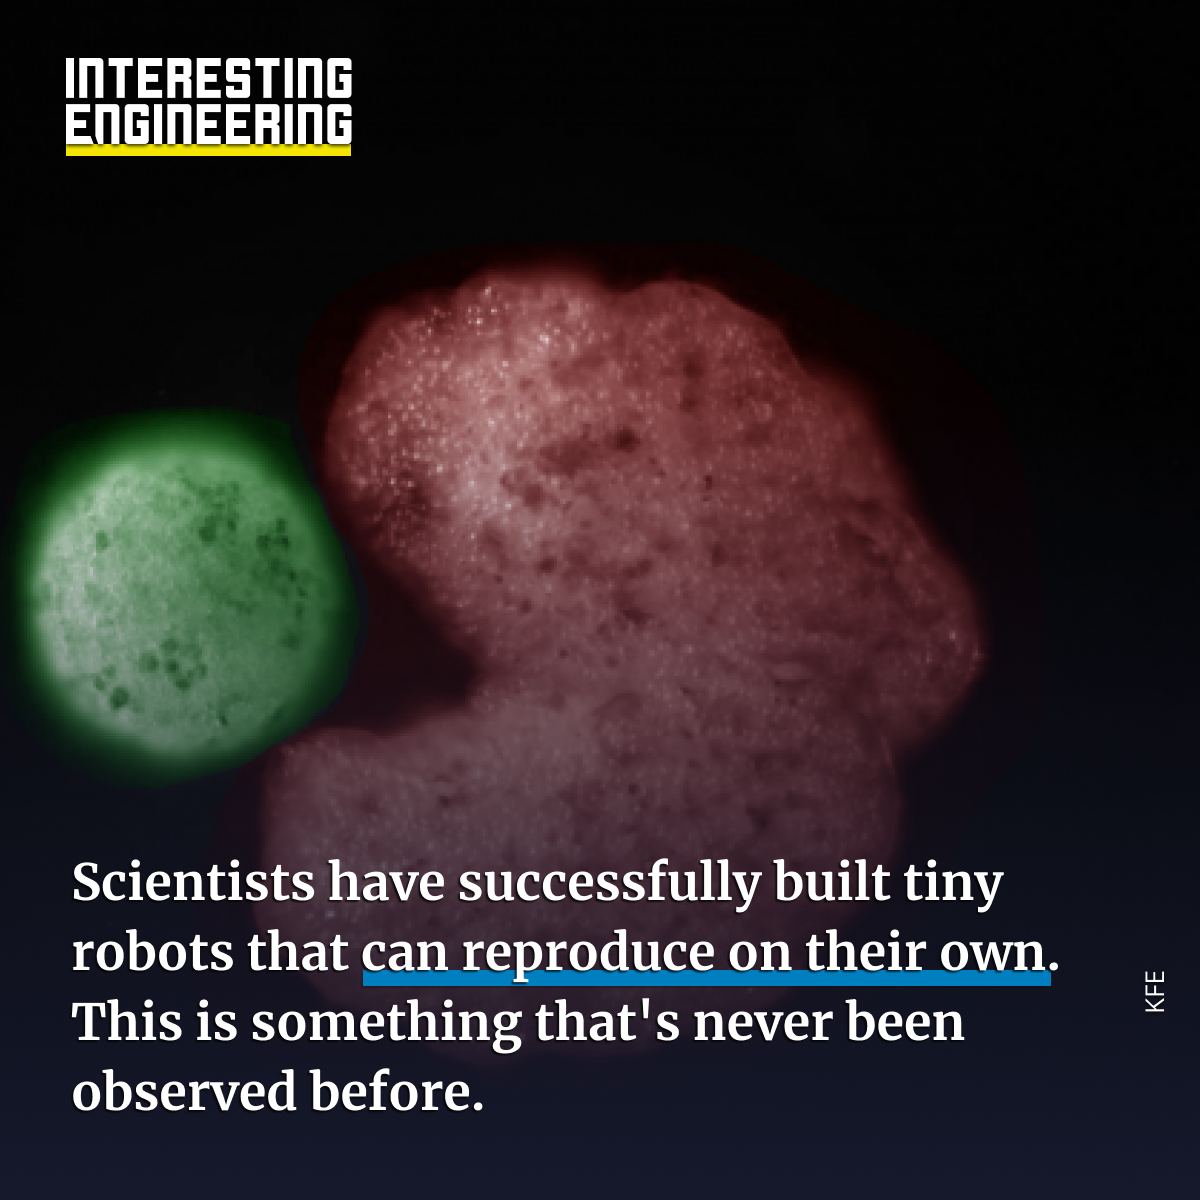 INTERESTING
ENGINEERING
Scientists have successfully built tiny
robots that can reproduce on their own.
This is something that's never been
observed before.
KFE